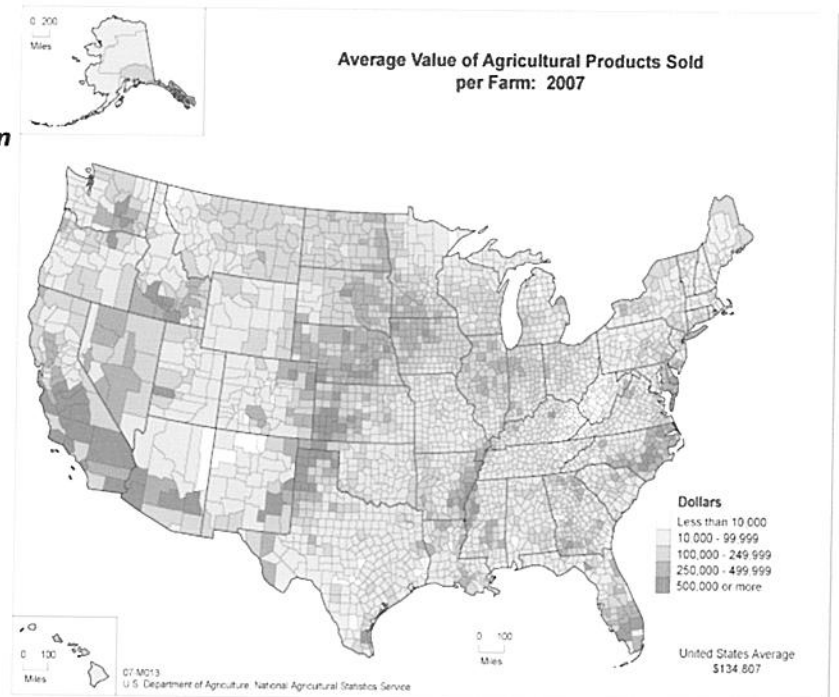 0 200
Miles
Average Value of Agricultural Products Sold
per Farm: 2007
Dollars
Less than 10 000
10 000 - 99 999
100,000 - 249 999
250,000 - 499 999
500,000 or more
0 100
Miles
0 100
Miles
07-M013
U. S. Department of Agriculture, National Agricultural Statistics Service
United States Average
$134,807